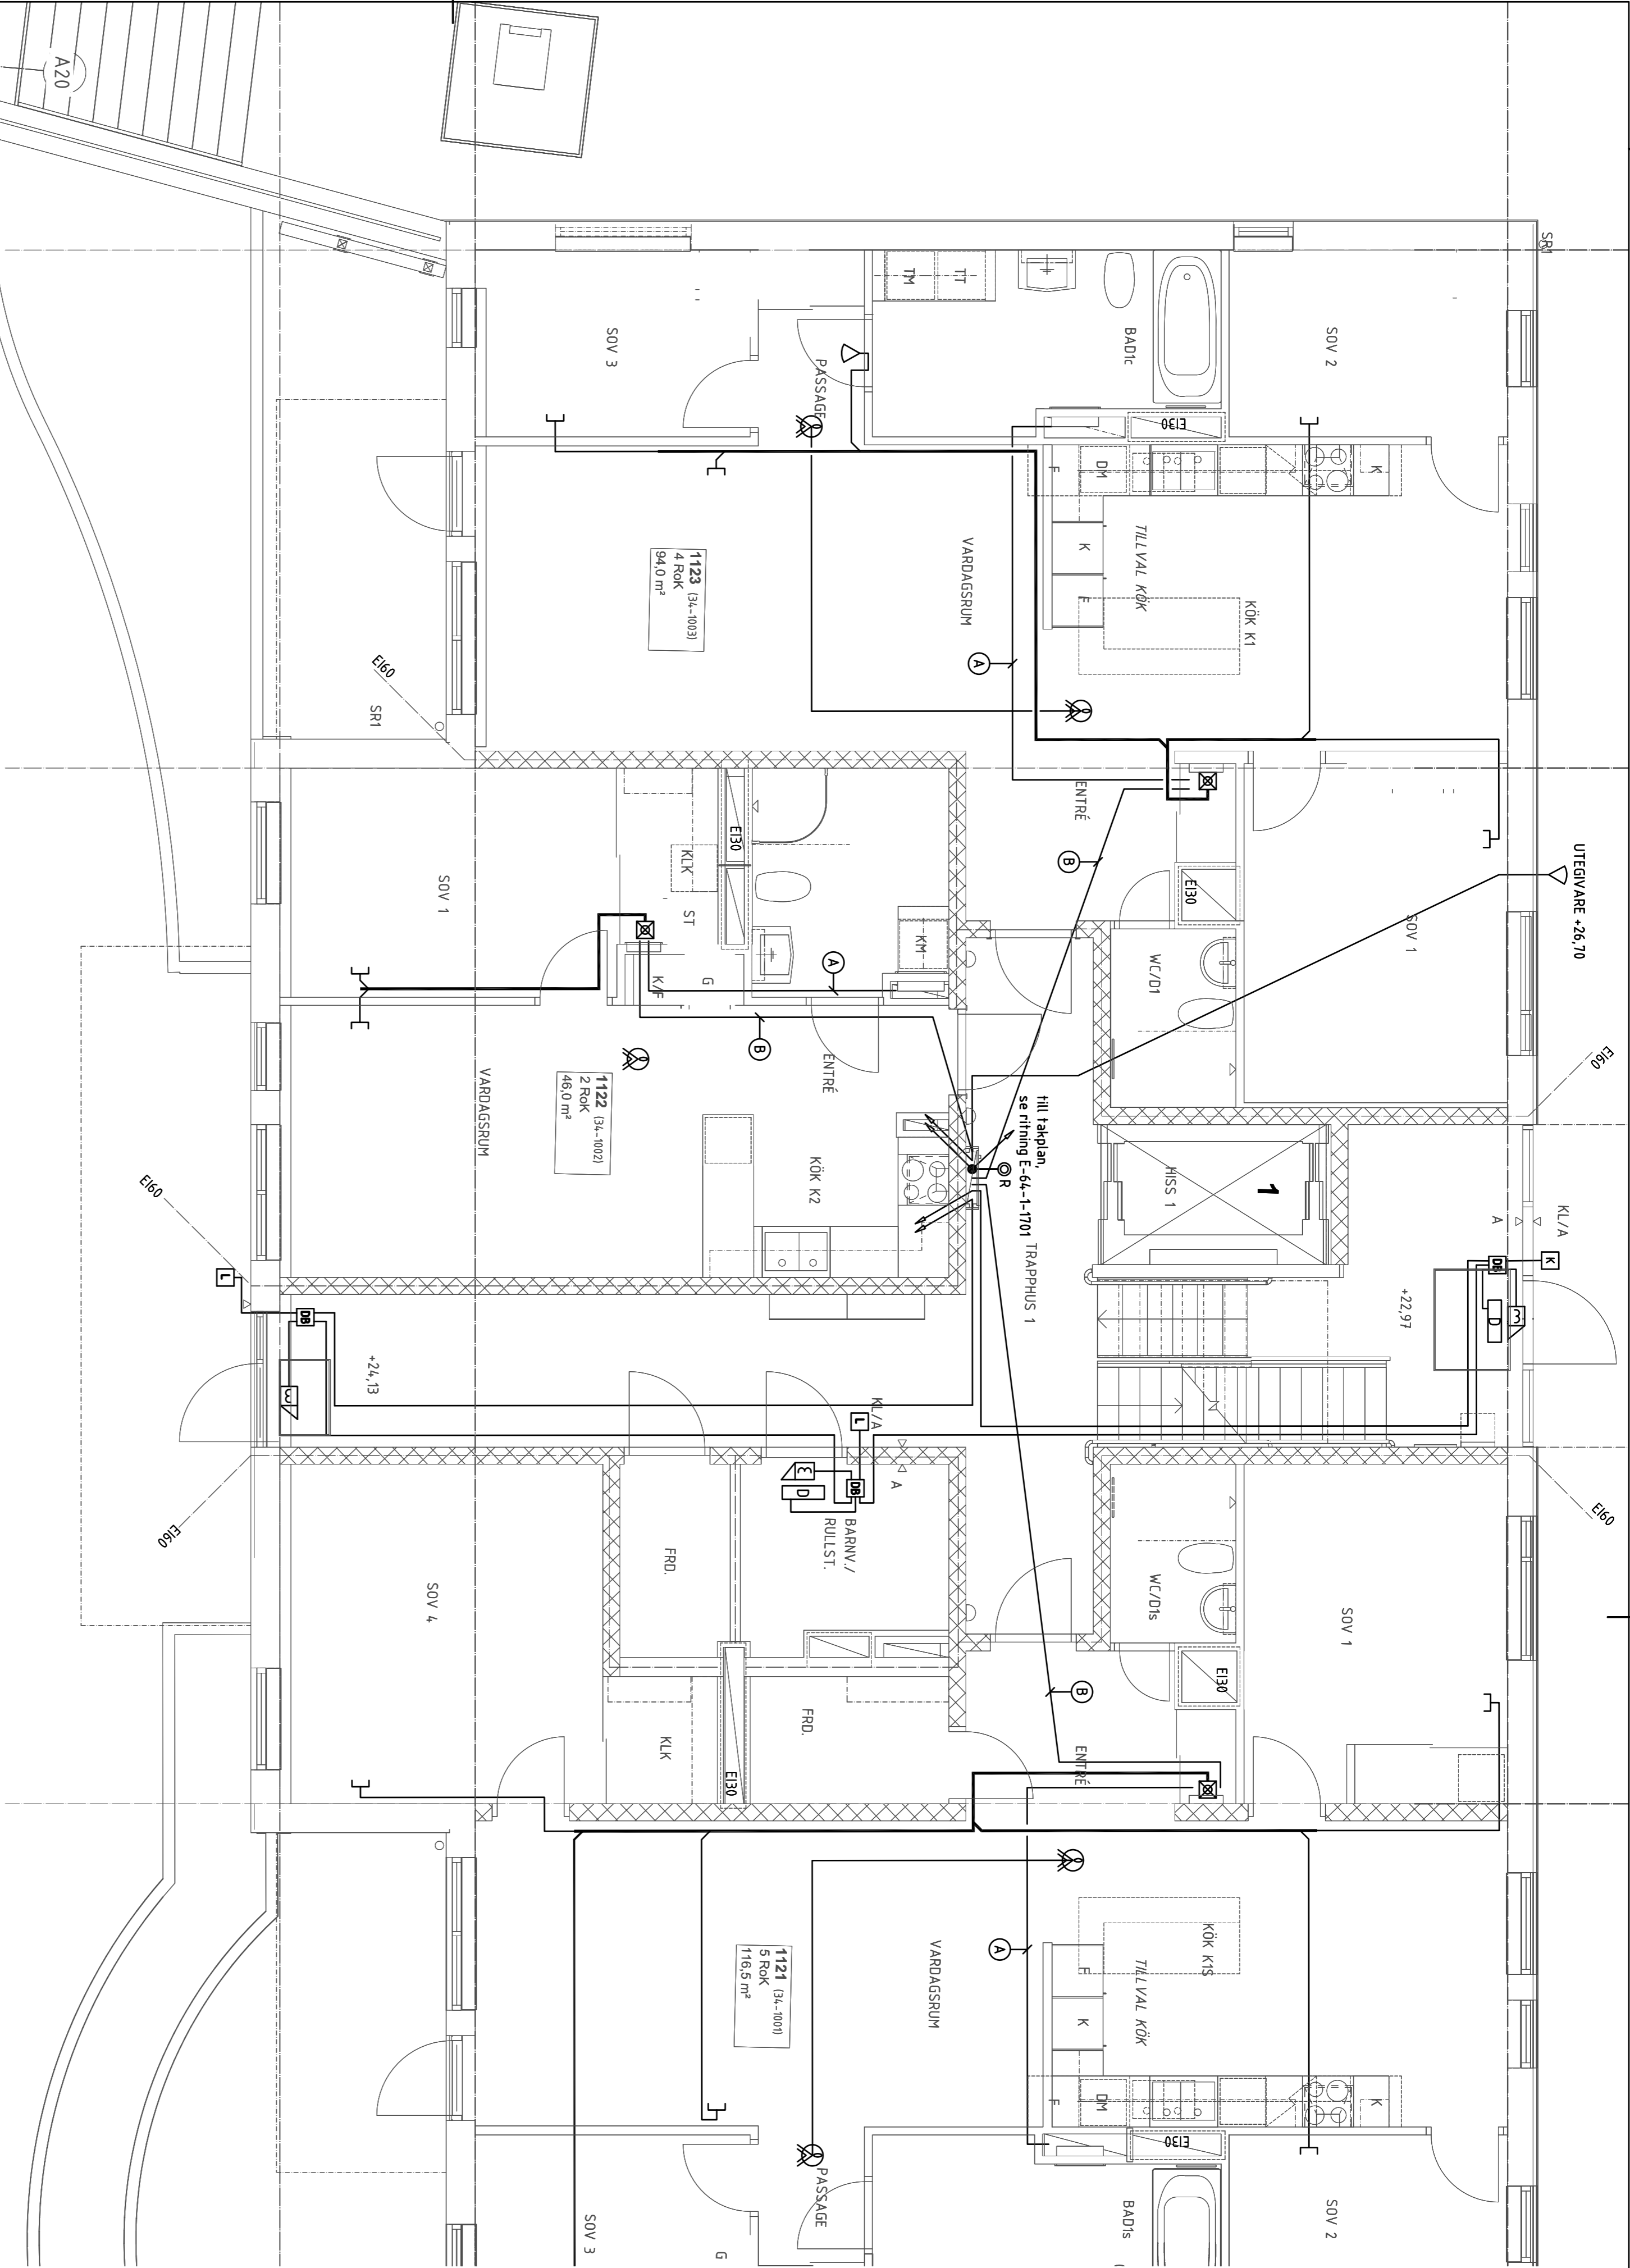 A20
SR1
SOV 3
PASSAGE
TM
TT
BAD1c
SOV 2
EI30
F
DM
K
K
F
TILLVAL KÖK
KÖK K1
VARDAGSRUM
1123 (34-1003)
4 RoK
94,0 m²
A
EI60
SR1
ENTRÉ
B
EI30
SOV 1
UTEGIVARE +26,70
WC/D1
EI60
SOV 1
EI30
KLK
ST
KM
A
K/F
G
B
ENTRÉ
1122 (34-1002)
2 RoK
46,0 m²
VARDAGSRUM
KÖK K2
till takplan,
se ritning E-64-1-1701
R
TRAPPHUS 1
HISS 1
1
KL/A
A
K
DB
D
+22,97
EI60
L
DB
+24,13
EI60
KL/A
L
A
DB
D
BARNV./
RULLST.
FRD.
SOV 4
FRD.
KLK
EI30
WC/D1s
SOV 1
EI30
EI60
B
ENTRÉ
A
KÖK K1S
TILLVAL KÖK
VARDAGSRUM
1121 (34-1001)
5 RoK
116,5 m²
F
K
F
DM
K
EI30
PASSAGE
SOV 3
G
BAD1s
SOV 2